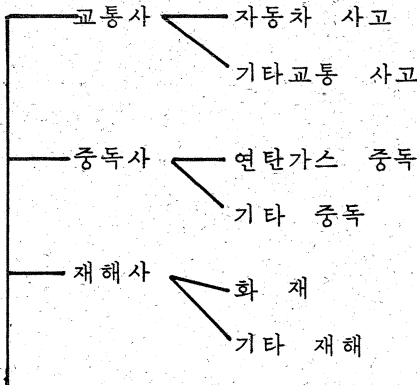 교통사 자동차 사고
기타교통 사고
중독사 연탄가스 중독
기타 중독
재해사 화 재
기타 재해